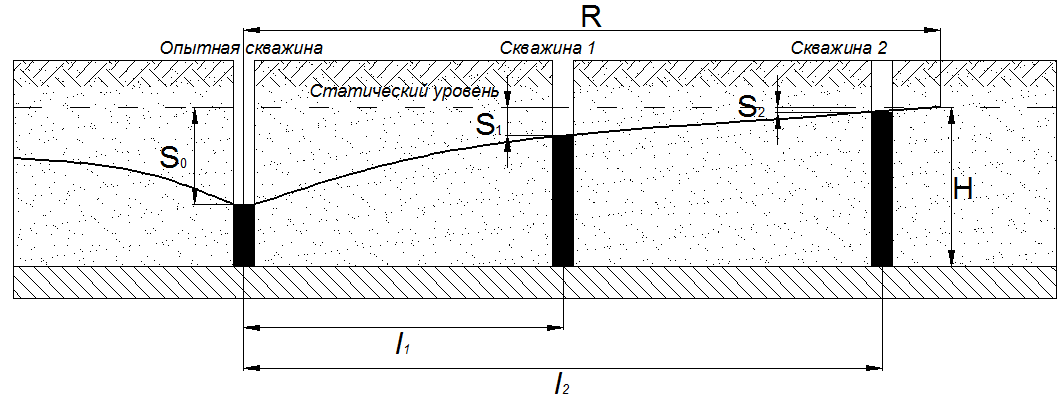 R
Опытная скважина
Скважина 1
Скважина 2
Статический уровень
S0
S1
S2
H
l1
l2